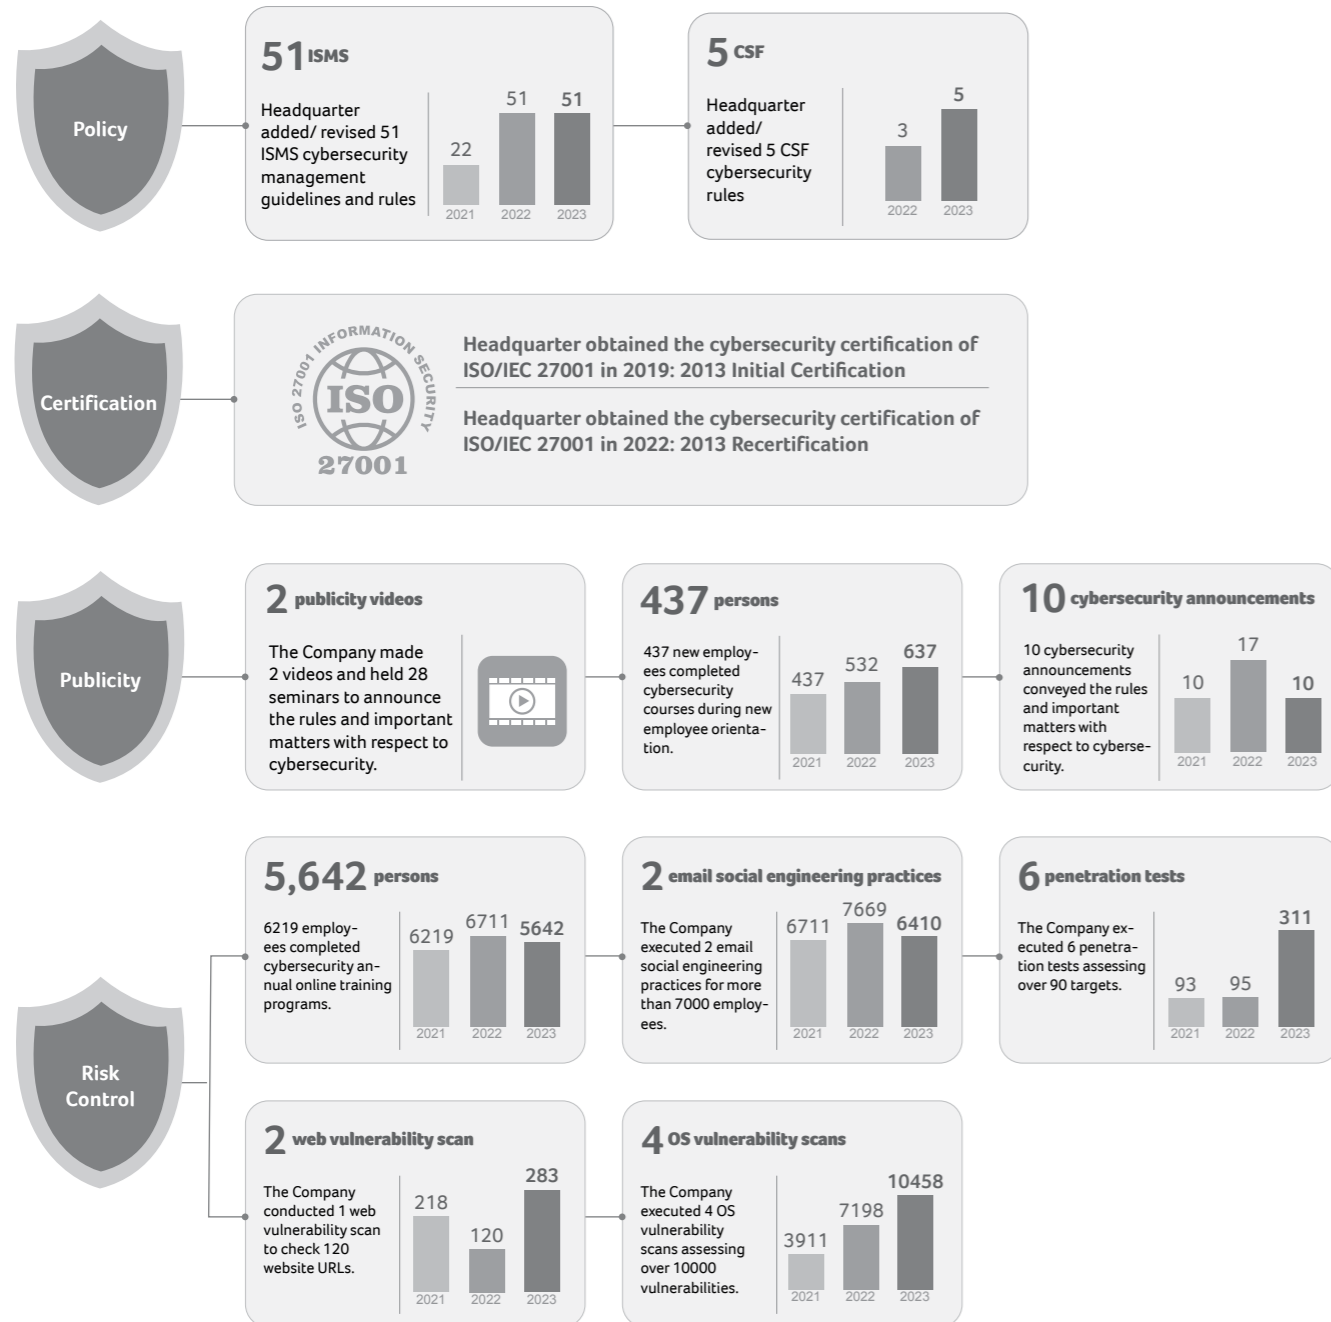 Policy
51 ISMS
Headquarter
added/ revised 51
ISMS cybersecurity
management
guidelines and rules
22
51
51
2021
2022
2023
5 CSF
Headquarter
added/
revised 5 CSF
cybersecurity
rules
3
5
2022
2023
Certification
ISO 27001 INFORMATION SECURITY
ISO
27001
Headquarter obtained the cybersecurity certification of
ISO/IEC 27001 in 2019: 2013 Initial Certification
Headquarter obtained the cybersecurity certification of
ISO/IEC 27001 in 2022: 2013 Recertification
Publicity
2 publicity videos
The Company made
2 videos and held 28
seminars to announce
the rules and important
matters with respect to
cybersecurity.
437 persons
437 new employ-
ees completed
cybersecurity
courses during new
employee orienta-
tion.
437
532
637
2021
2022
2023
10 cybersecurity announcements
10 cybersecurity
announcements
conveyed the rules
and important
matters with
respect to cyberse-
curity.
10
17
10
2021
2022
2023
Risk
Control
5,642 persons
6219 employ-
ees completed
cybersecurity an-
nual online training
programs.
6219
6711
5642
2021
2022
2023
2 email social engineering practices
The Company
executed 2 email
social engineering
practices for more
than 7000 employ-
ees.
6711
7669
6410
2021
2022
2023
6 penetration tests
The Company ex-
ecuted 6 penetra-
tion tests assessing
over 90 targets.
93
95
311
2021
2022
2023
2 web vulnerability scan
The Company
conducted 1 web
vulnerability scan
to check 120
website URLs.
218
120
283
2021
2022
2023
4 OS vulnerability scans
The Company
executed 4 OS
vulnerability
scans assessing
over 10000
vulnerabilities.
3911
7198
10458
2021
2022
2023